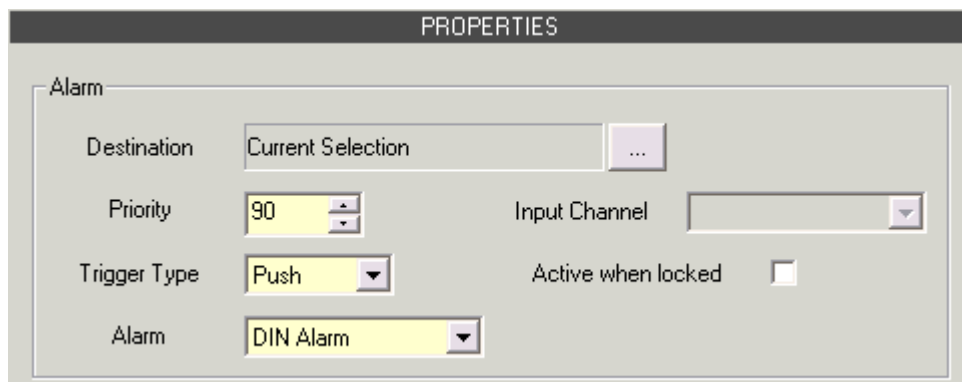 PROPERTIES
Alarm
Destination Current Selection ...
Priority 90 Input Channel
Trigger Type Push Active when locked
Alarm DIN Alarm